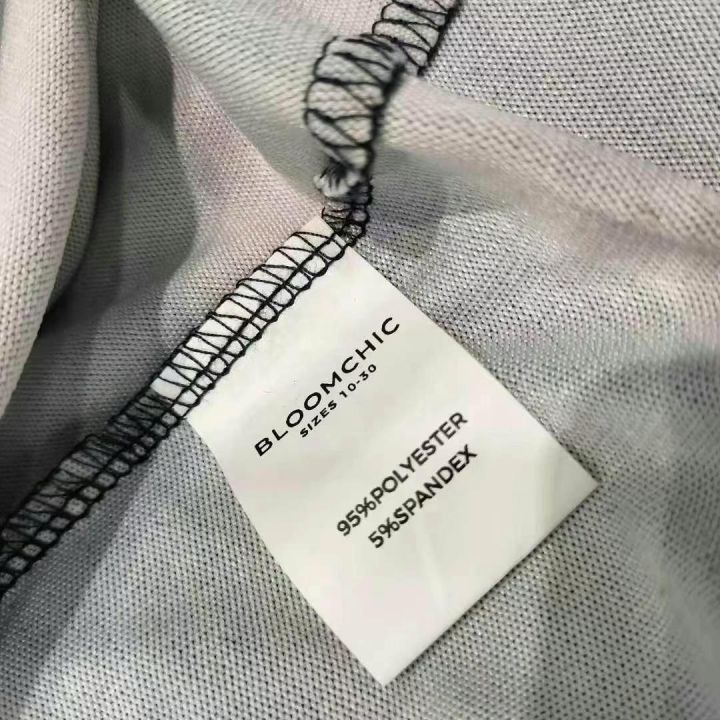 BLOOMCHIC
SIZES 10-30
95%POLYESTER
5%SPANDEX